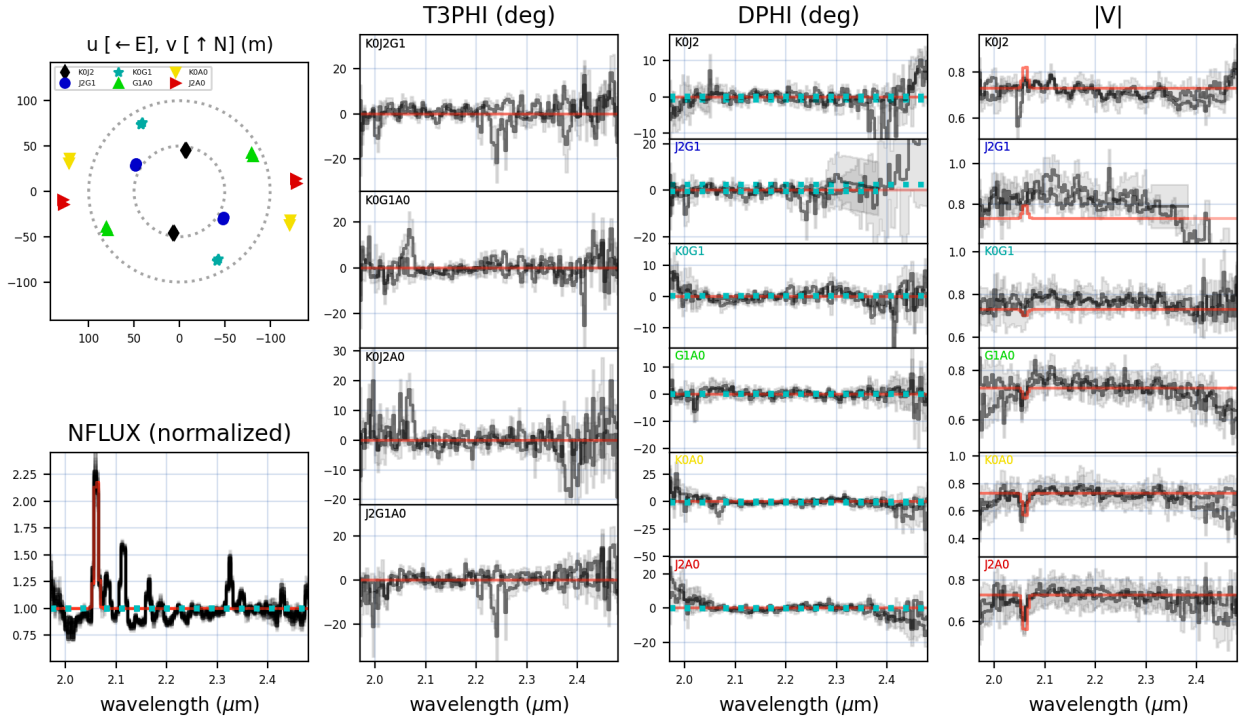 T3PHI (deg)
DPHI (deg)
|V|
u [←E], v [↑N] (m)
K0J2
K0G1
K0A0
J2G1
G1A0
J2A0
100
50
0
−50
−100
100
50
0
−50
−100
NFLUX (normalized)
2.25
2.00
1.75
1.50
1.25
1.00
0.75
2.0
2.1
2.2
2.3
2.4
wavelength (μm)
K0J2G1
20
0
−20
K0G1A0
20
0
−20
K0J2A0
30
20
10
0
−10
−20
J2G1A0
20
0
−20
2.0
2.1
2.2
2.3
2.4
wavelength (μm)
K0J2
10
0
−10
J2G1
20
0
−20
K0G1
10
0
−10
G1A0
10
0
−10
−20
K0A0
25
0
−25
−50
J2A0
20
0
−20
2.0
2.1
2.2
2.3
2.4
wavelength (μm)
K0J2
0.8
0.6
J2G1
1.0
0.8
K0G1
1.0
0.8
0.6
G1A0
0.8
0.6
K0A0
1.0
0.8
0.6
0.4
J2A0
0.8
0.6
2.0
2.1
2.2
2.3
2.4
wavelength (μm)